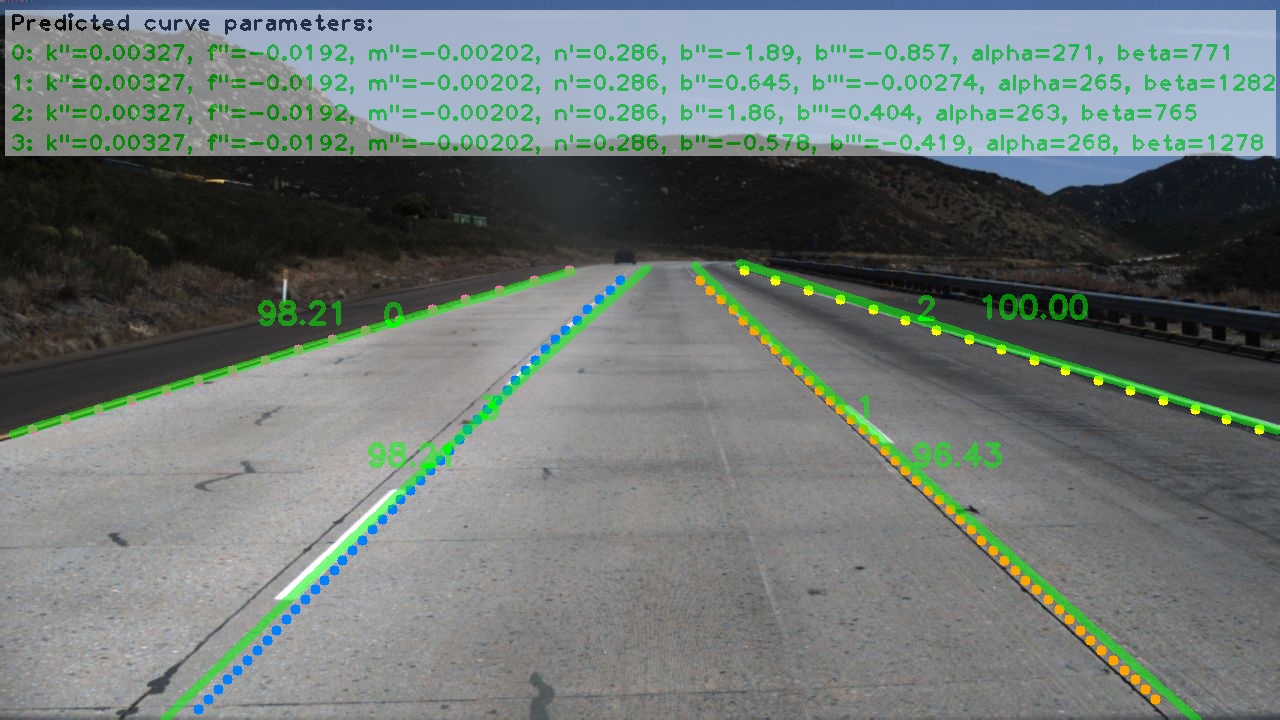 Predicted curve parameters:
0: k''=0.00327, f''=−0.0192, m''=−0.00202, n'=0.286, b''=−1.89, b'''=−0.857, alpha=271, beta=771
1: k''=0.00327, f''=−0.0192, m''=−0.00202, n'=0.286, b''=0.645, b'''=−0.00274, alpha=265, beta=1282
2: k''=0.00327, f''=−0.0192, m''=−0.00202, n'=0.286, b''=1.86, b'''=0.404, alpha=263, beta=765
3: k''=0.00327, f''=−0.0192, m''=−0.00202, n'=0.286, b''=−0.578, b'''=−0.419, alpha=268, beta=1278
98.21 0 2 100.00
3 1
98.21 96.43